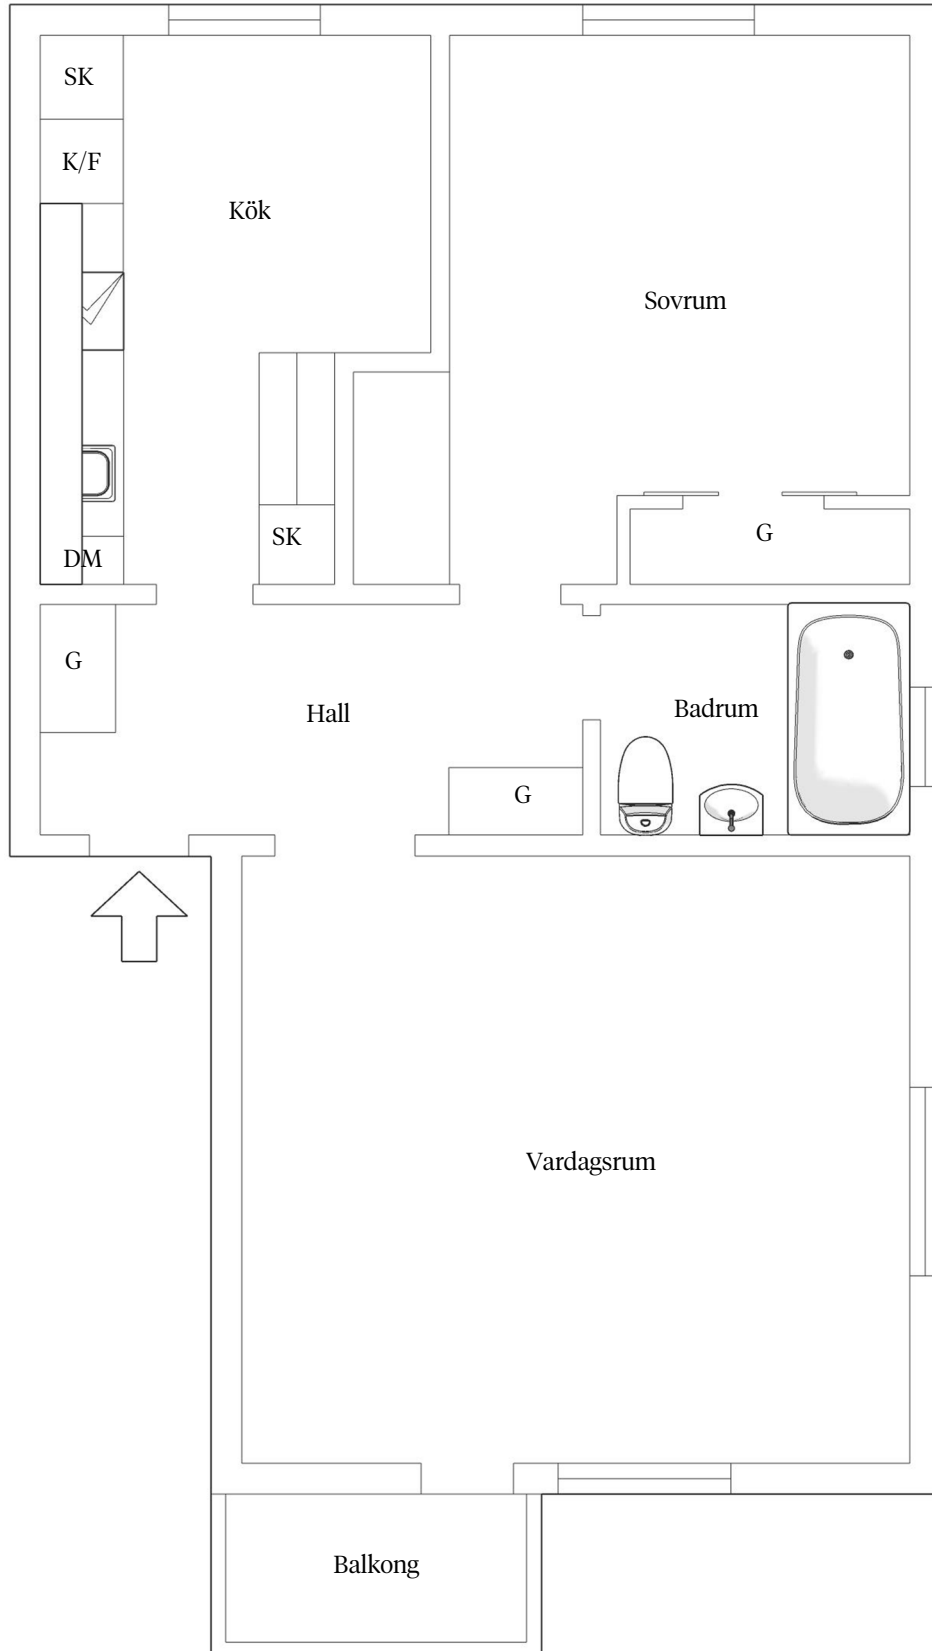 SK
K/F
Kök
Sovrum
SK
G
DM
G
Hall
Badrum
G
Vardagsrum
Balkong